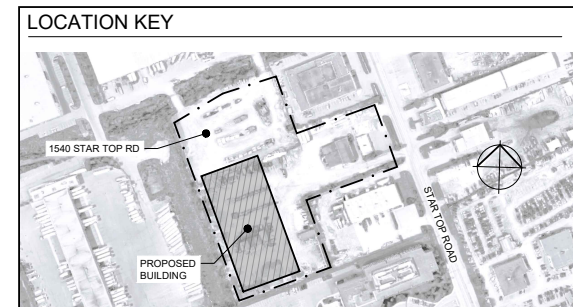 LOCATION KEY
1540 STAR TOP RD
STAR TOP ROAD
PROPOSED
BUILDING